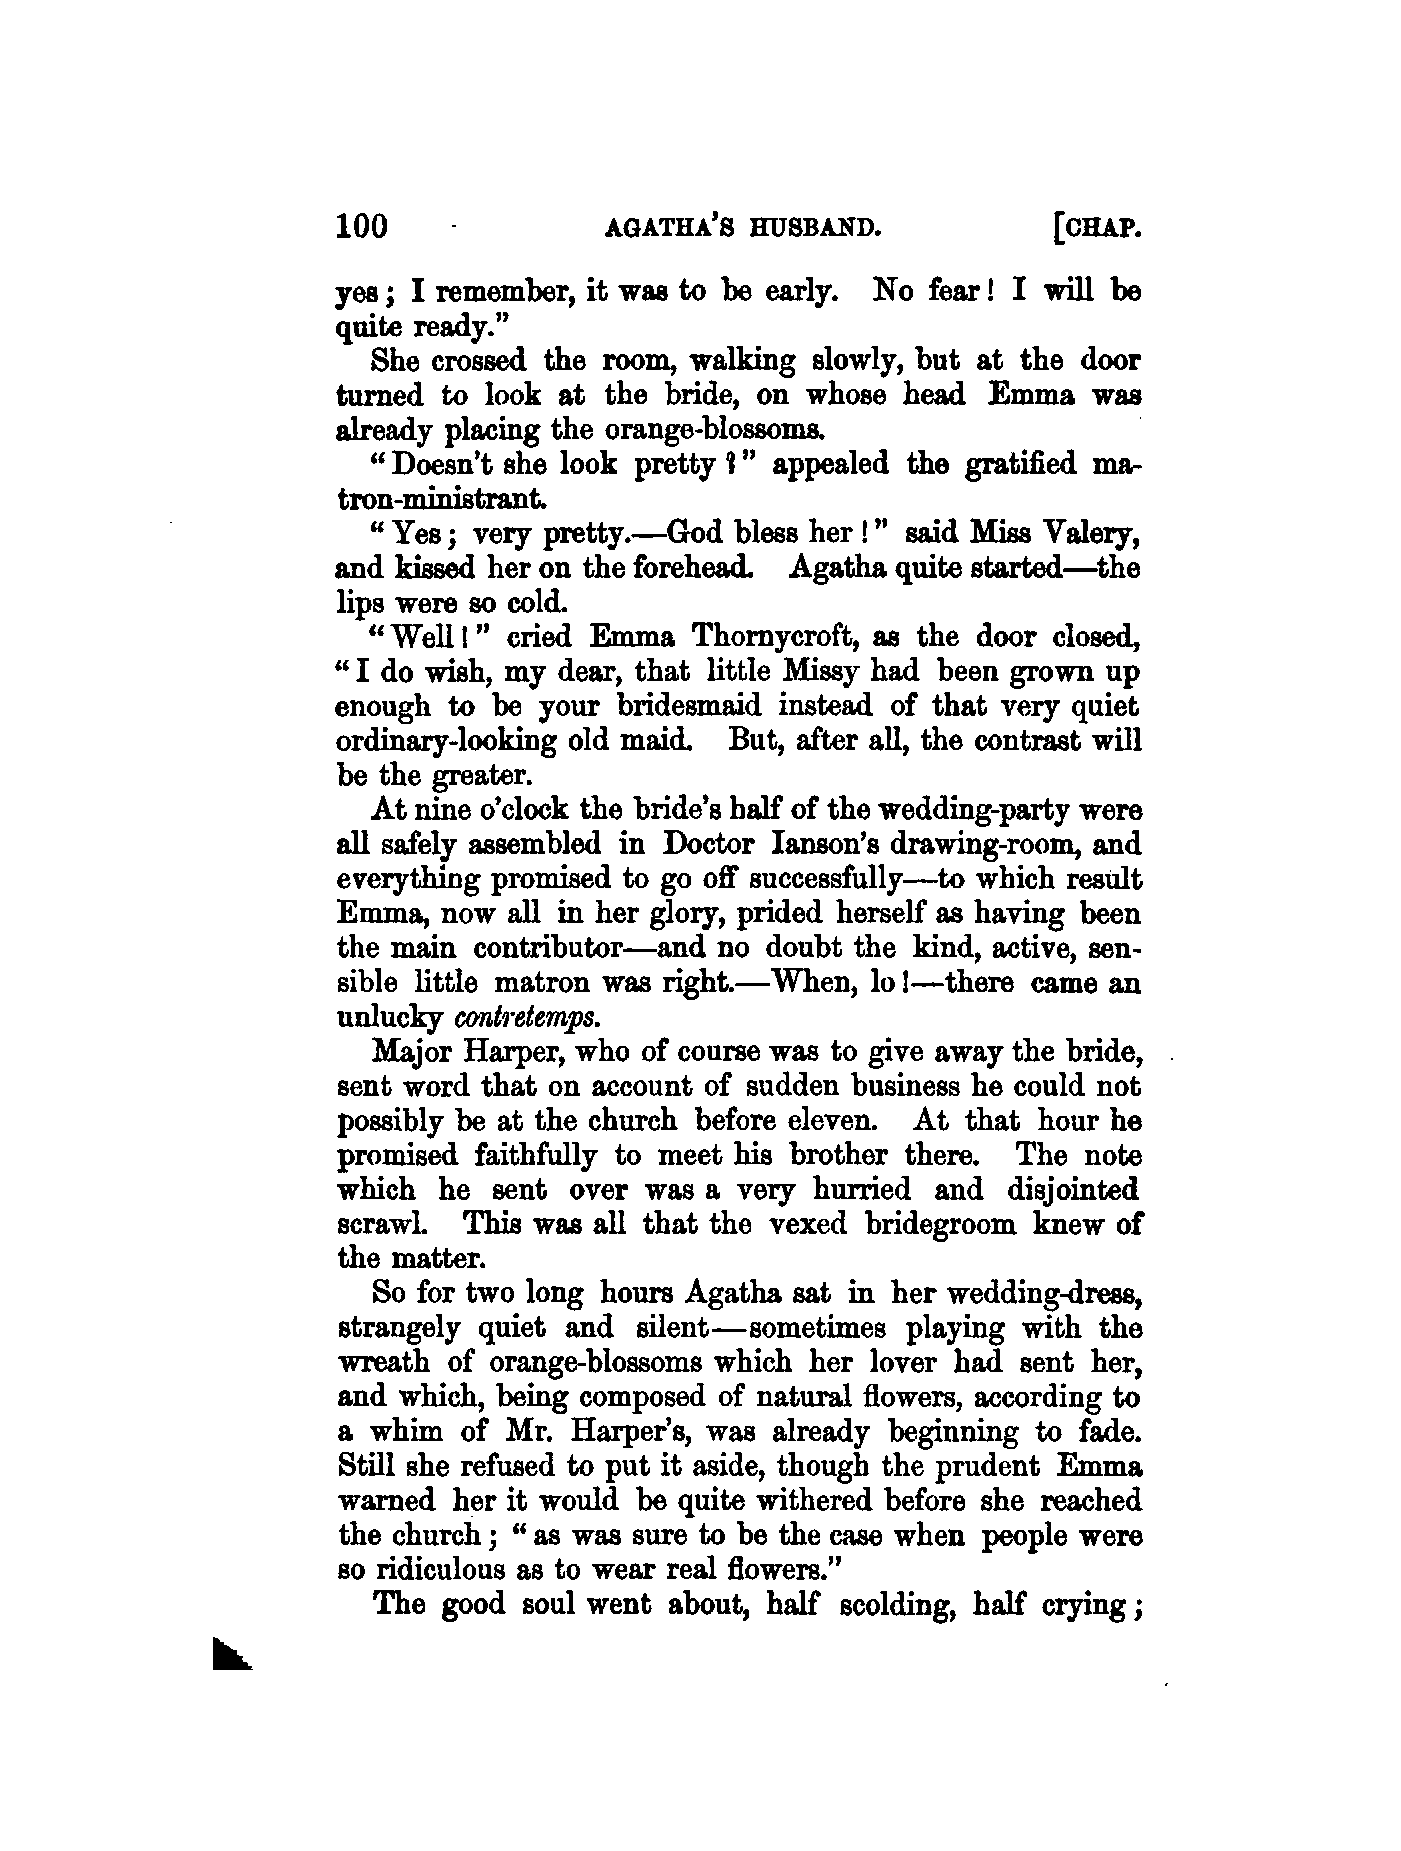 100 AGATHA'S HUSBAND. [CHAP.
yes; I remember, it was to be early. No fear! I will be
quite ready."
She crossed the room, walking slowly, but at the door
turned to look at the bride, on whose head Emma was
already placing the orange-blossoms.
"Doesn't she look pretty?" appealed the gratified ma-
tron-ministrant.
"Yes; very pretty.—God bless her!" said Miss Valery,
and kissed her on the forehead. Agatha quite started—the
lips were so cold.
"Well!" cried Emma Thornycroft, as the door closed,
"I do wish, my dear, that little Missy had been grown up
enough to be your bridesmaid instead of that very quiet
ordinary-looking old maid. But, after all, the contrast will
be the greater.
At nine o'clock the bride's half of the wedding-party were
all safely assembled in Doctor Ianson's drawing-room, and
everything promised to go off successfully—to which result
Emma, now all in her glory, prided herself as having been
the main contributor—and no doubt the kind, active, sen-
sible little matron was right.—When, lo!—there came an
unlucky contretemps.
Major Harper, who of course was to give away the bride,
sent word that on account of sudden business he could not
possibly be at the church before eleven. At that hour he
promised faithfully to meet his brother there. The note
which he sent over was a very hurried and disjointed
scrawl. This was all that the vexed bridegroom knew of
the matter.
So for two long hours Agatha sat in her wedding-dress,
strangely quiet and silent—sometimes playing with the
wreath of orange-blossoms which her lover had sent her,
and which, being composed of natural flowers, according to
a whim of Mr. Harper's, was already beginning to fade.
Still she refused to put it aside, though the prudent Emma
warned her it would be quite withered before she reached
the church; "as was sure to be the case when people were
so ridiculous as to wear real flowers."
The good soul went about, half scolding, half crying;